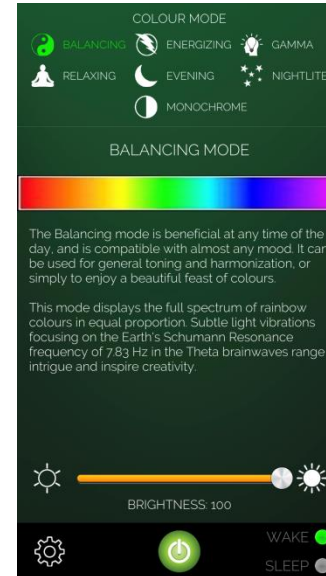 COLOUR MODE
BALANCING ENERGIZING GAMMA
RELAXING EVENING NIGHTLITE
MONOCHROME
BALANCING MODE
The Balancing mode is beneficial at any time of the
day, and is compatible with almost any mood. It can
be used for general toning and harmonization, or
simply to enjoy a beautiful feast of colours.
This mode displays the full spectrum of rainbow
colours in equal proportion. Subtle light vibrations
focusing on the Earth's Schumann Resonance
frequency of 7.83 Hz in the Theta brainwaves range
intrigue and inspire creativity.
BRIGHTNESS: 100
WAKE
SLEEP